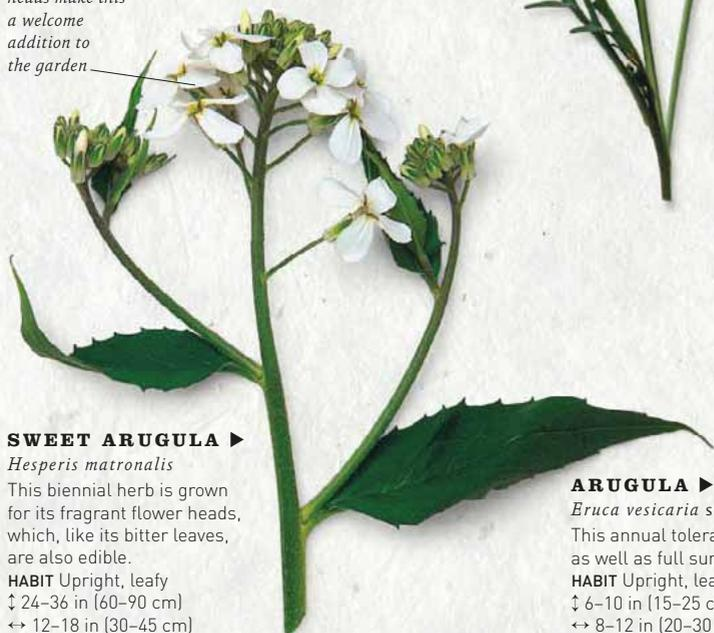 heads make this
a welcome
addition to
the garden
SWEET ARUGULA ►
Hesperis matronalis
This biennial herb is grown
for its fragrant flower heads,
which, like its bitter leaves,
are also edible.
HABIT Upright, leafy
↕ 24–36 in (60–90 cm)
↔ 12–18 in (30–45 cm)
ARUGULA ►
Eruca vesicaria
This annual
as well as full
HABIT Upright,
↕ 6–10 in (15–25
↔ 8–12 in (20–30